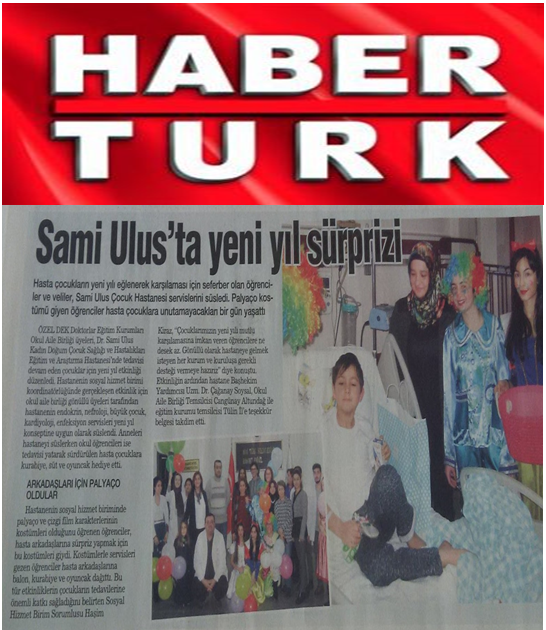 HABER
TURK
Sami Ulus'ta yeni yıl sürprizi
Hasta çocukların yeni yılı eğlenerek karşılaması için seferber olan öğrenci-
ler ve veliler, Sami Ulus Çocuk Hastanesi servislerini süsledi. Palyaço kos-
tümü giyen öğrenciler hasta çocuklara unutamayacakları bir gün yaşattı
ÖZEL DEK Doktorlar Eğitim Kurumları
Okul Aile Birliği üyeleri, Dr. Sami Ulus
Kadın Doğum Çocuk Sağlığı ve Hastalıkları
Eğitim ve Araştırma Hastanesi'nde tedavisi
devam eden çocuklar için yeni yıl etkinliği
düzenledi. Hastanenin sosyal hizmet birimi
koordinatörlüğünde gerçekleşen etkinlik için
okul aile birliği gönüllü üyeleri tarafından
hastanenin endokrin, nefroloji, büyük çocuk,
kardiyoloji, enfeksiyon servisleri yeni yıl
konseptine uygun olarak süslendi. Anneleri
hastaneyi süslerken okul öğrencileri ise
tedavisi yatarak sürdürülen çocuklara
kurabiye, süt ve oyuncak hediye etti.
ARKADAŞLARI İÇİN PALYAÇO
OLDULAR
Hastanenin sosyal hizmet biriminde
palyaço ve çizgi film karakterlerinin
kostümleri olduğunu öğrenen öğrenciler,
hasta arkadaşlarına sürpriz yapmak için
bu kostümleri giydi. Kostümlerle servisleri
gezen öğrenciler hasta arkadaşlarına
balon, kurabiye ve oyuncak dağıttı. Bu
tür etkinliklerin çocukların tedavilerine
önemli katkı sağladığını belirten Sosyal
Hizmet Birim Sorumlusu Haşim
Kiraz, "Çocuklarımızın yeni yılı mutlu
karşılamasına imkan veren öğrencilere ne
desek az. Gönüllü olarak hastaneye gelmek
isteyen her kurum ve kuruluşa gerekli
desteği vermeye hazırız" diye konuştu.
Etkinliğin ardından hastane Başhekim
Yardımcısı Uzm. Dr. Çağanay Soysal, Okul
Aile Birliği Temsilcisi Cangünay Altundağ ile
eğitim kurumu temsilcisi Tülin İl'e teşekkür
belgesi takdim etti.